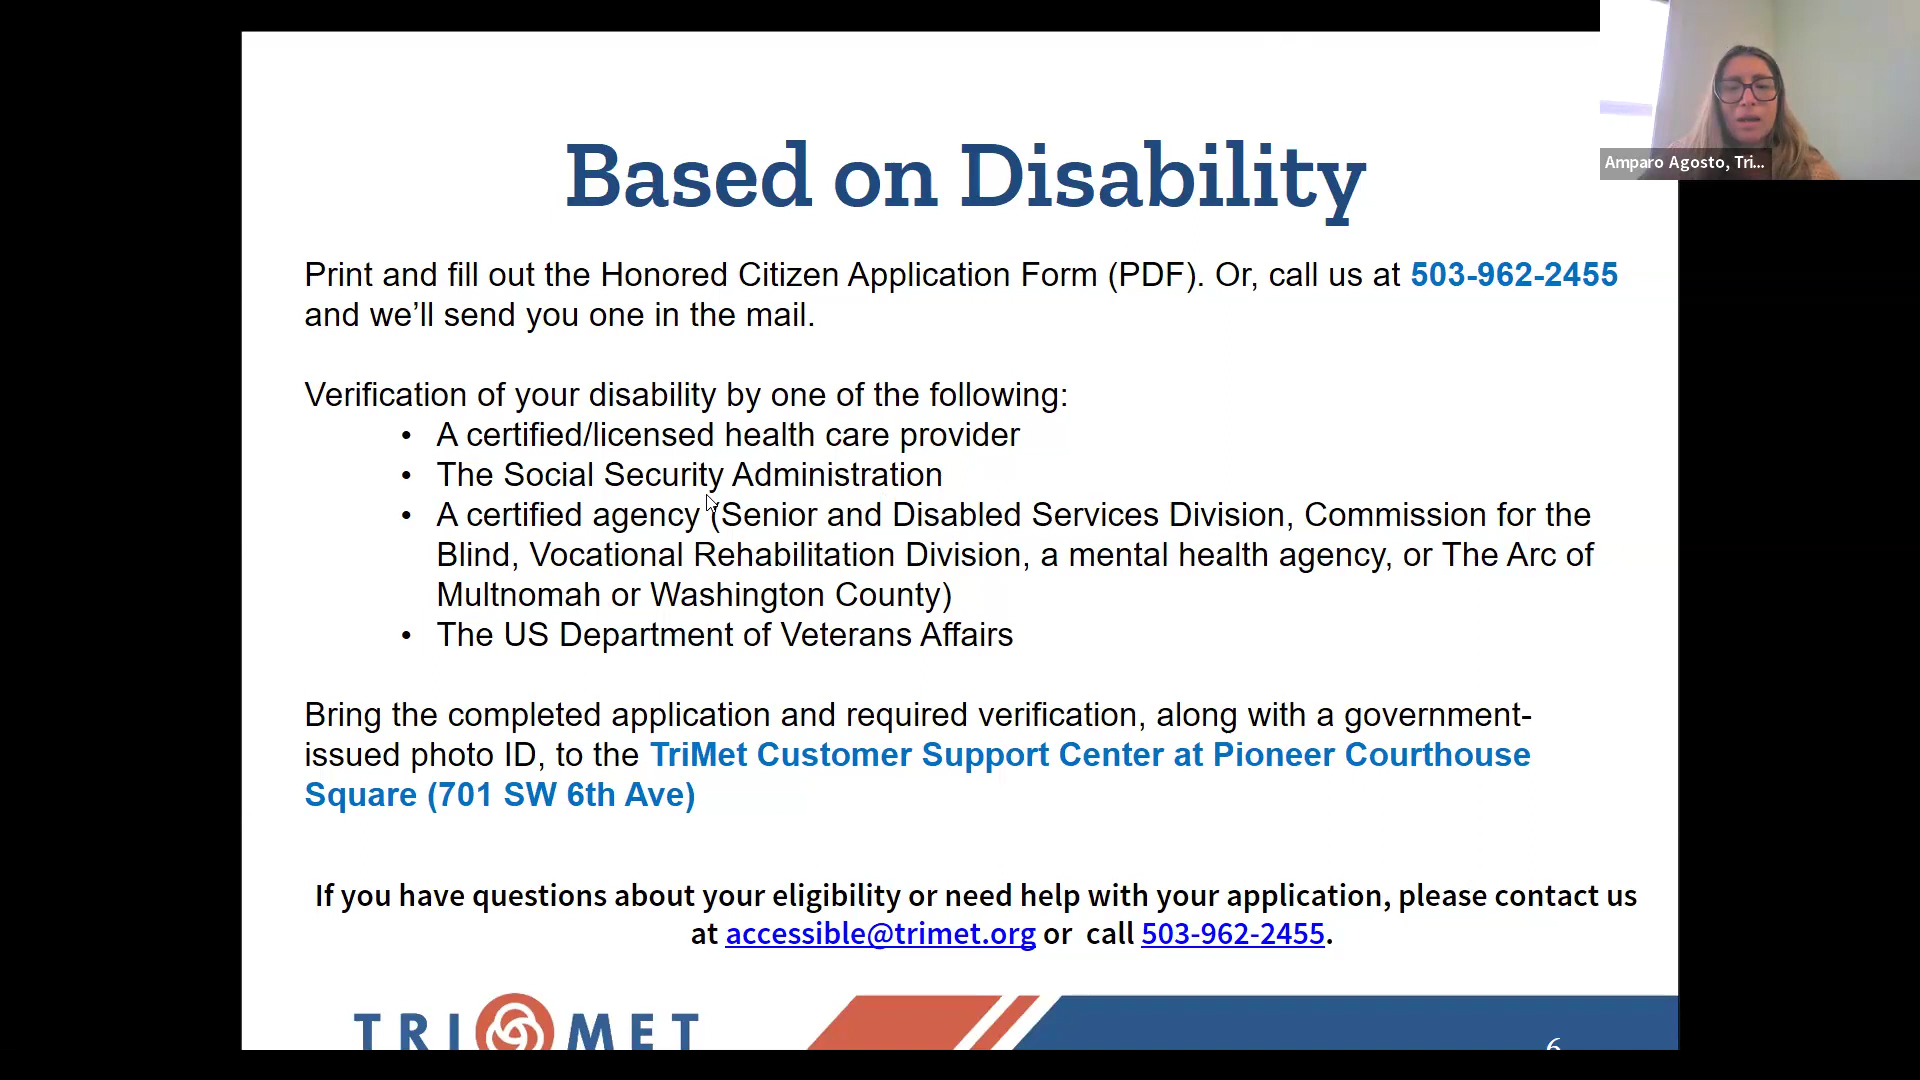 Based on Disability
Amparo Agosto, Tri...
Print and fill out the Honored Citizen Application Form (PDF). Or, call us at 503-962-2455
and we’ll send you one in the mail.
Verification of your disability by one of the following:
• A certified/licensed health care provider
• The Social Security Administration
• A certified agency (Senior and Disabled Services Division, Commission for the
Blind, Vocational Rehabilitation Division, a mental health agency, or The Arc of
Multnomah or Washington County)
• The US Department of Veterans Affairs
Bring the completed application and required verification, along with a government-
issued photo ID, to the TriMet Customer Support Center at Pioneer Courthouse
Square (701 SW 6th Ave)
If you have questions about your eligibility or need help with your application, please contact us
at accessible@trimet.org or call 503-962-2455.
TRI MET
6